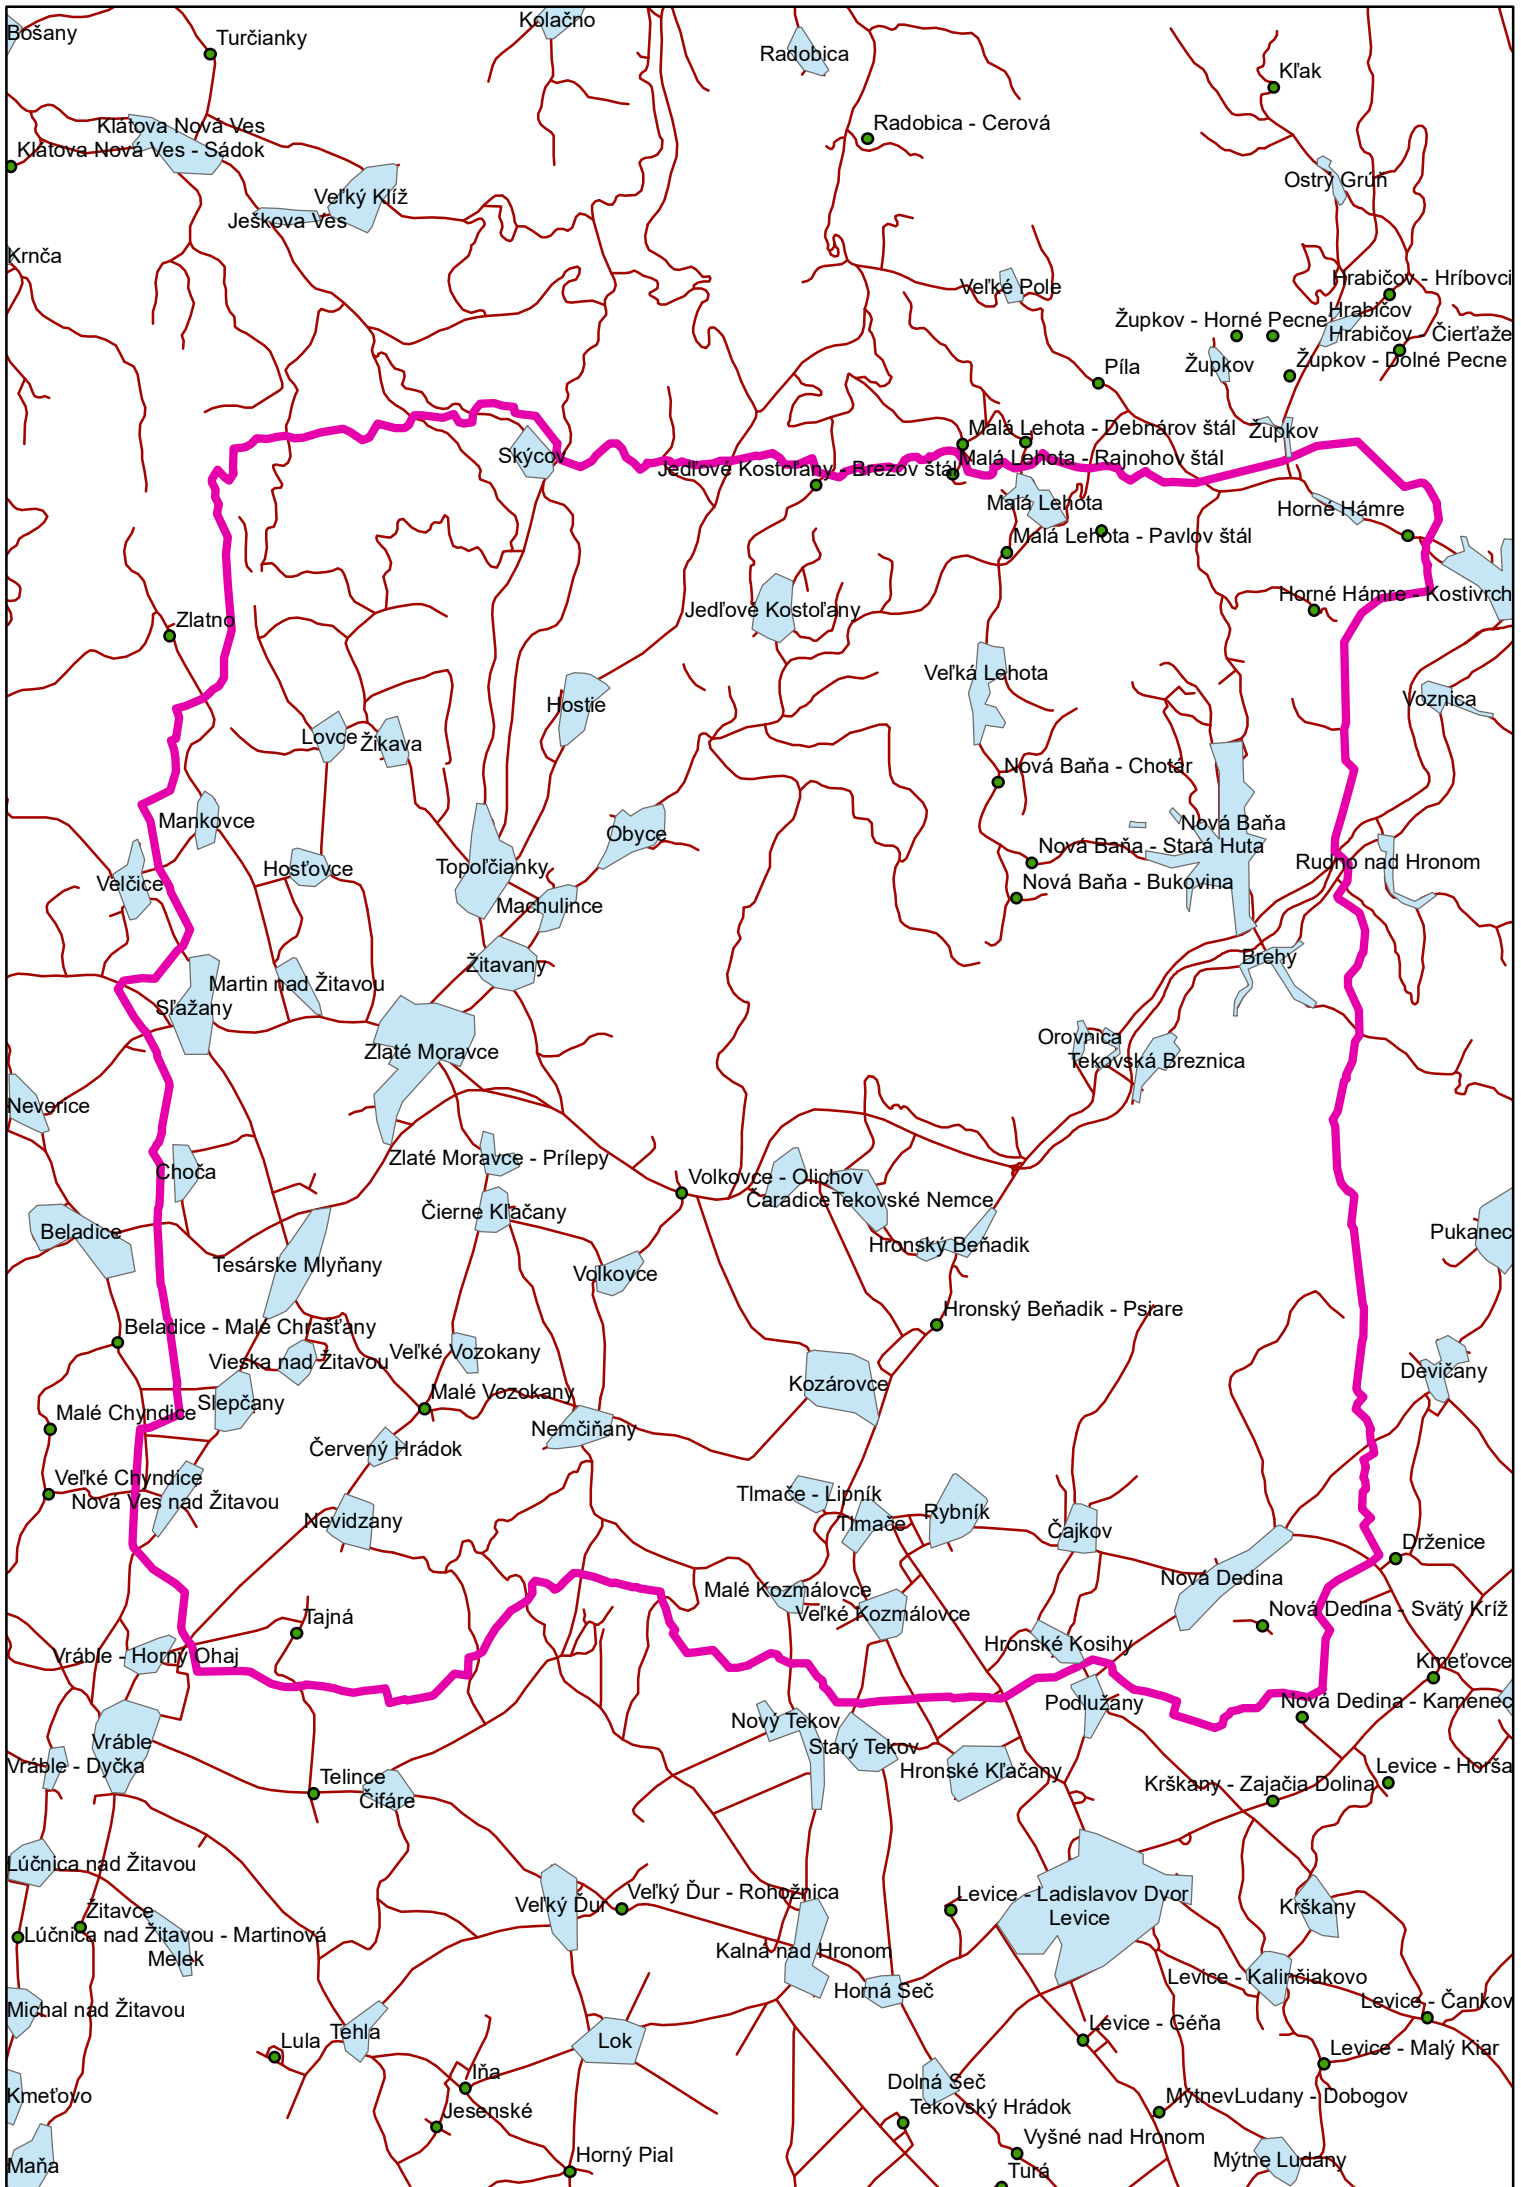 Kolačno
Bošany
Turčianky
Radobica
Kľak
Klátova Nová Ves
Radobica - Cerová
Klátova Nová Ves - Sádok
Ostrý Grúň
Veľký Klíž
Ješkova Ves
Krnča
Hrabičov - Hríbovci
Veľké Pole
Hrabičov
Župkov - Horné Pecne
Hrabičov - Čierťaže
Župkov
Župkov - Dolné Pecne
Píla
Malá Lehota - Debnárov štál
Župkov
Skýcov
Malá Lehota - Rajnohov štál
Jedľové Kostoľany - Brezov štál
Malá Lehota
Horné Hámre
Malá Lehota - Pavlov štál
Horné Hámre - Kostivrch
Jedľové Kostoľany
Zlatno
Veľká Lehota
Voznica
Hostie
Lovce
Žikava
Nová Baňa - Chotár
Mankovce
Nová Baňa
Obyce
Nová Baňa - Stará Huta
Rudno nad Hronom
Hosťovce
Topoľčianky
Velčice
Nová Baňa - Bukovina
Machulince
Brehy
Žitavany
Martin nad Žitavou
Sľažany
Orovnica
Zlaté Moravce
Tekovská Breznica
Neverice
Zlaté Moravce - Prílepy
Choča
Volkovce - Olichov
Čaradice
Tekovské Nemce
Čierne Kľačany
Beladice
Pukanec
Hronský Beňadik
Tesárske Mlyňany
Volkovce
Hronský Beňadik - Psiare
Beladice - Malé Chrašťany
Veľké Vozokany
Vieska nad Žitavou
Devičany
Kozárovce
Malé Vozokany
Slepčany
Malé Chyndice
Nemčiňany
Červený Hrádok
Veľké Chyndice
Tlmače - Lipník
Nová Ves nad Žitavou
Rybník
Nevidzany
Tlmače
Čajkov
Drženice
Nová Dedina
Malé Kozmálovce
Nová Dedina - Svätý Kríž
Veľké Kozmálovce
Tajná
Hronské Kosihy
Vráble - Horný Ohaj
Kmeťovce
Nová Dedina - Kamenec
Podlužany
Nový Tekov
Vráble
Starý Tekov
Vráble - Dyčka
Levice - Horša
Hronské Kľačany
Telince
Krškany - Zajačia Dolina
Čifáre
Lúčnica nad Žitavou
Veľký Ďur - Rohožnica
Levice - Ladislavov Dvor
Veľký Ďur
Krškany
Žitavce
Levice
Lúčnica nad Žitavou - Martinová
Kalná nad Hronom
Melek
Levice - Kalinčiakovo
Horná Seč
Levice - Čankov
Michal nad Žitavou
Levice - Géňa
Tehla
Lula
Lok
Levice - Malý Kiar
Iňa
Dolná Seč
Kmeťovo
MýtnevLudany - Dobogov
Tekovský Hrádok
Jesenské
Vyšné nad Hronom
Horný Pial
Mýtne Ludany
Maňa
Turá